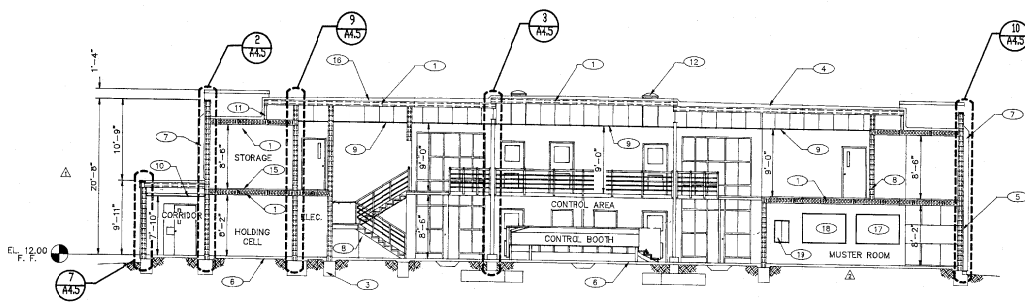 2
A4.5
9
A4.5
3
A4.5
10
A4.5
1'-4"
16
1
1
12
4
11
7
7
10'-9"
20'-8"
1
9
9
9
STORAGE
8'-6"
9'-0"
9'-0"
9'-0"
8'-6"
10
15
8
1
1
CORRIDOR
ELEC.
CONTROL AREA
9'-11"
7'-10"
HOLDING
CELL
8'-2"
8'-6"
8
CONTROL BOOTH
18
17
5
8'-2"
19
MUSTER ROOM
EL. 12.00
F. F.
6
3
6
2
7
A4.5